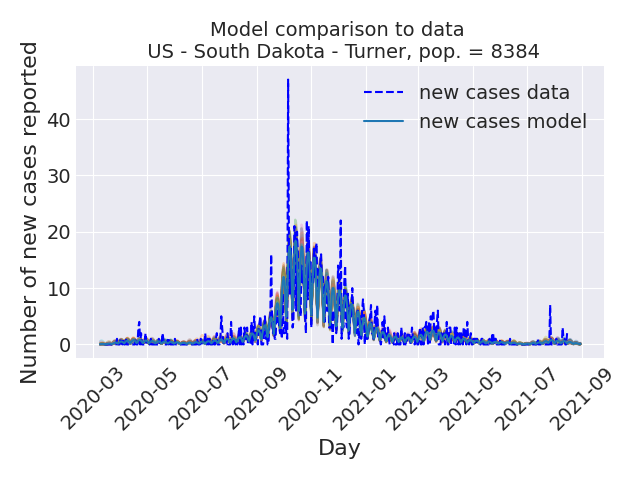 Model comparison to data
US - South Dakota - Turner, pop. = 8384
Number of new cases reported
new cases data
new cases model
40
30
20
10
0
2020-03
2020-05
2020-07
2020-09
2020-11
2021-01
2021-03
2021-05
2021-07
2021-09
Day